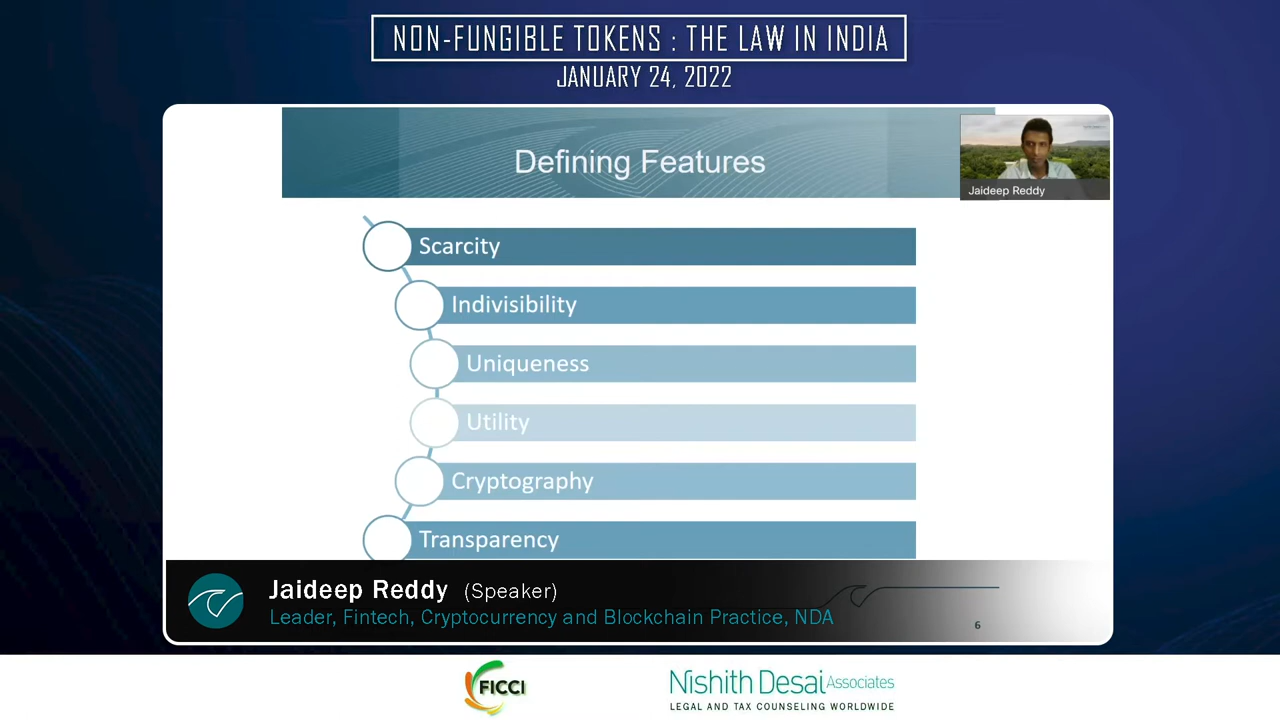 NON-FUNGIBLE TOKENS : THE LAW IN INDIA
JANUARY 24, 2022
Defining Features
Jaideep Reddy
Scarcity
Indivisibility
Uniqueness
Utility
Cryptography
Transparency
Jaideep Reddy (Speaker)
Leader, Fintech, Cryptocurrency and Blockchain Practice, NDA
6
FICCI
Nishith Desai Associates
LEGAL AND TAX COUNSELING WORLDWIDE